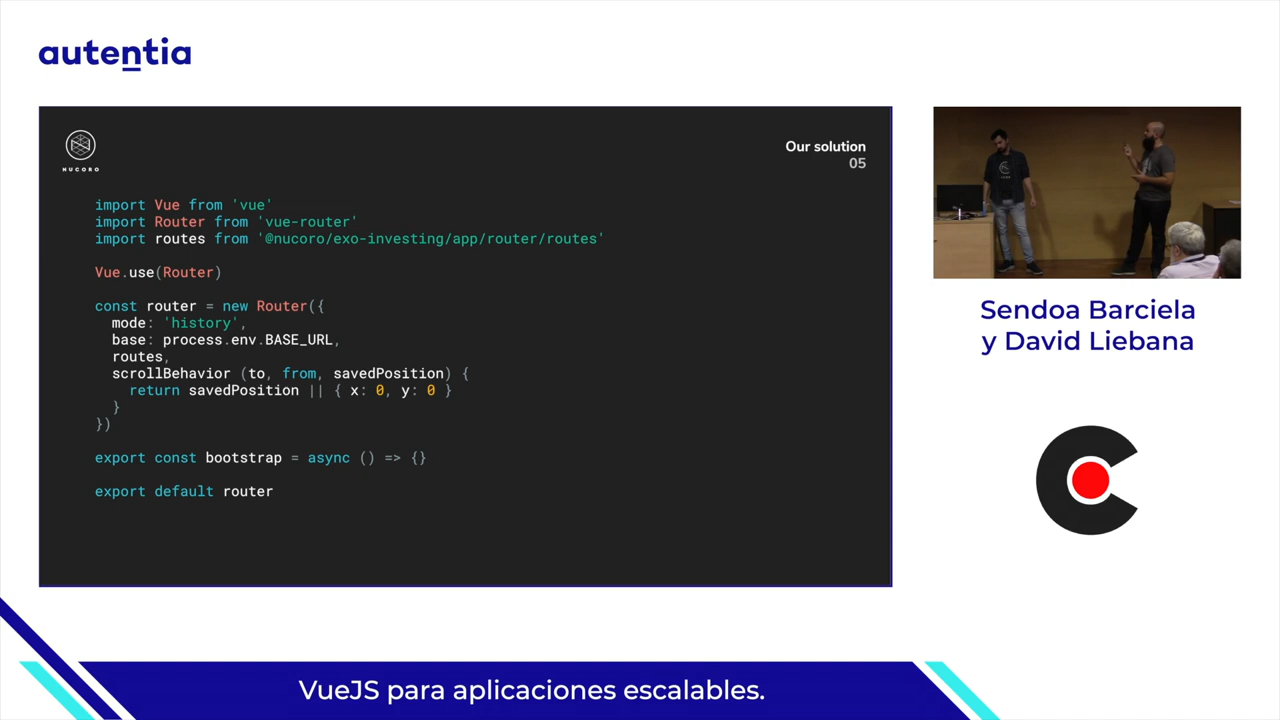 autentia
NUCORO
Our solution
05
import Vue from 'vue'
import Router from 'vue-router'
import routes from '@nucoro/exo-investing/app/router/routes'
Vue.use(Router)
const router = new Router({
mode: 'history',
base: process.env.BASE_URL,
routes,
scrollBehavior (to, from, savedPosition) {
return savedPosition || { x: 0, y: 0 }
}
})
export const bootstrap = async () => {}
export default router
Sendoa Barciela
y David Liebana
VueJS para aplicaciones escalables.